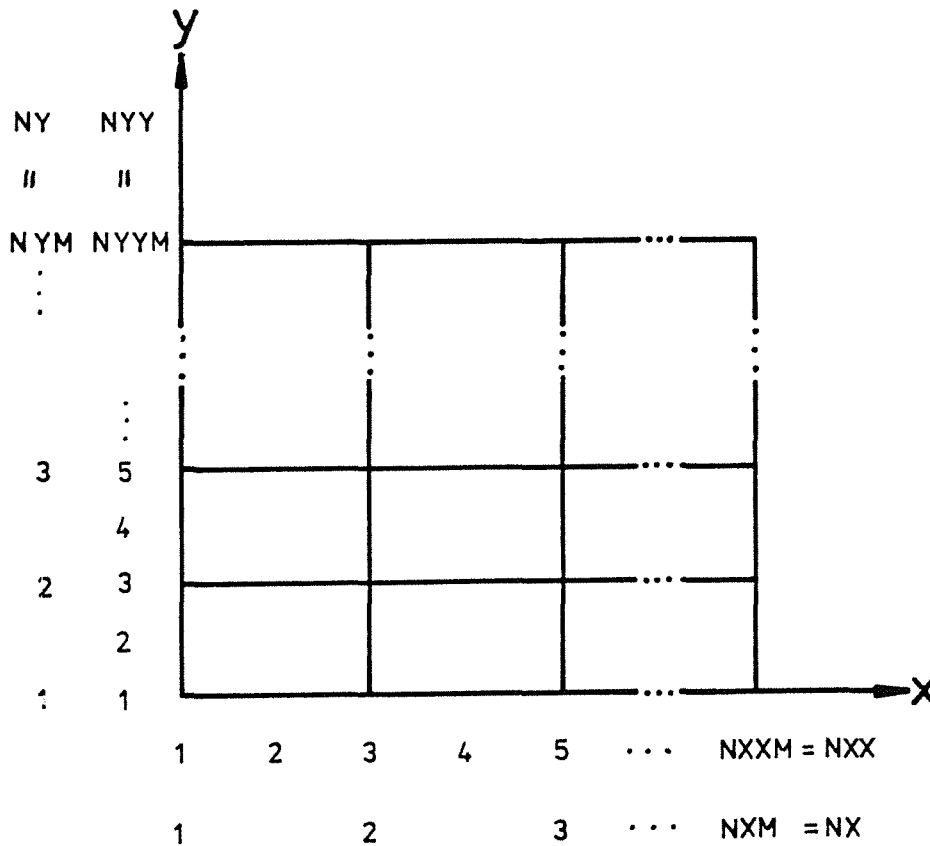 y
NY NYY
" "
NYM NYYM
⋮ ⋮
3 5
4
2 3
2
1 1
x
1 2 3 4 5 ... NXXM = NXX
1 2 3 ... NXM = NX